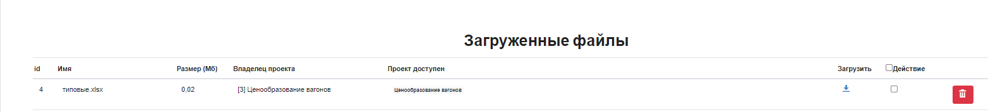 Загруженные файлы
id Имя Размер (Мб) Владелец проекта Проект доступен Загрузить Действие
4 типовые.xlsx 0,02 [3] Ценообразование вагонов Ценообразование вагонов